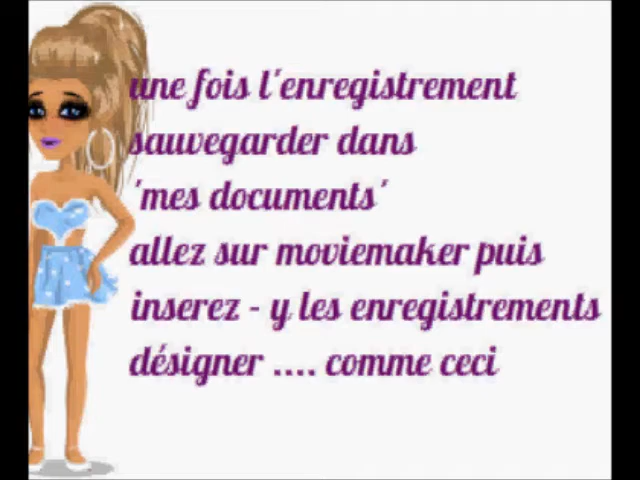 une fois l'enregistrement
sauvegarder dans
'mes documents'
allez sur moviemaker puis
inserez - y les enregistrements
désigner .... comme ceci